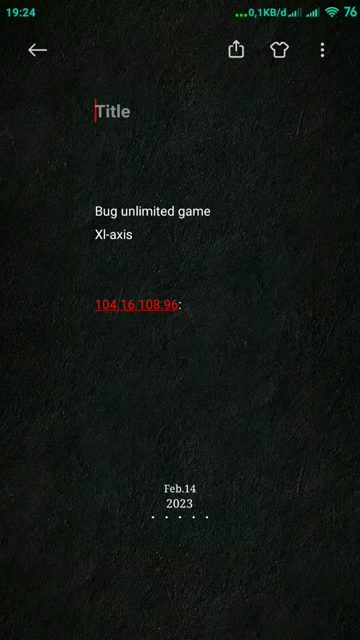 19:24
0,1KB/d
76
Title
Bug unlimited game
Xl-axis
104.16.108.96:
Feb.14
2023